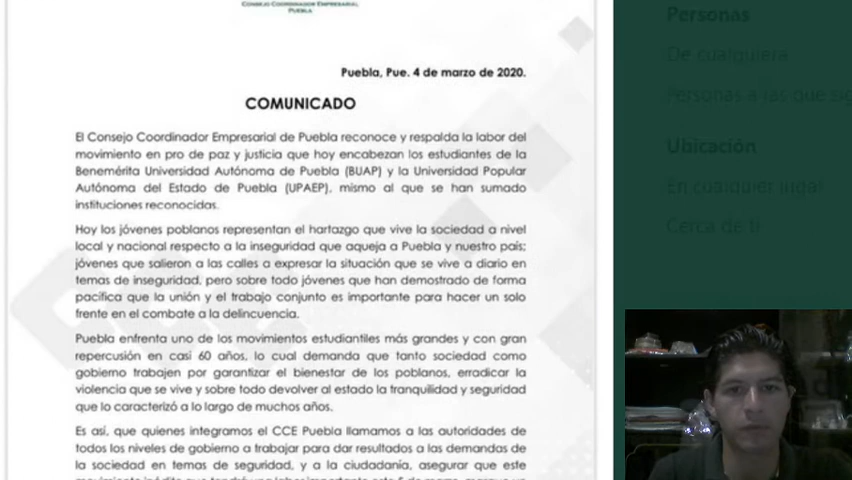 CONSEJO COORDINADOR EMPRESARIAL
PUEBLA
Puebla, Pue. 4 de marzo de 2020.
COMUNICADO
El Consejo Coordinador Empresarial de Puebla reconoce y respalda la labor del
movimiento en pro de paz y justicia que hoy encabezan los estudiantes de la
Benemérita Universidad Autónoma de Puebla (BUAP) y la Universidad Popular
Autónoma del Estado de Puebla (UPAEP), mismo al que se han sumado
instituciones reconocidas.
Hoy los jóvenes poblanos representan el hartazgo que vive la sociedad a nivel
local y nacional respecto a la inseguridad que aqueja a Puebla y nuestro país;
jóvenes que salieron a las calles a expresar la situación que se vive a diario en
temas de inseguridad, pero sobre todo jóvenes que han demostrado de forma
pacífica que la unión y el trabajo conjunto es importante para hacer un solo
frente en el combate a la delincuencia.
Puebla enfrenta uno de los movimientos estudiantiles más grandes y con gran
repercusión en casi 60 años, lo cual demanda que tanto sociedad como
gobierno trabajen por garantizar el bienestar de los poblanos, erradicar la
violencia que se vive y sobre todo devolver al estado la tranquilidad y seguridad
que lo caracterizó a lo largo de muchos años.
Es así, que quienes integramos el CCE Puebla llamamos a las autoridades de
todos los niveles de gobierno a trabajar para dar resultados a las demandas de
la sociedad en temas de seguridad, y a la ciudadanía, asegurar que este
Personas
De cualquiera
Personas a las que sig
Ubicación
En cualquier lugar
Cerca de ti